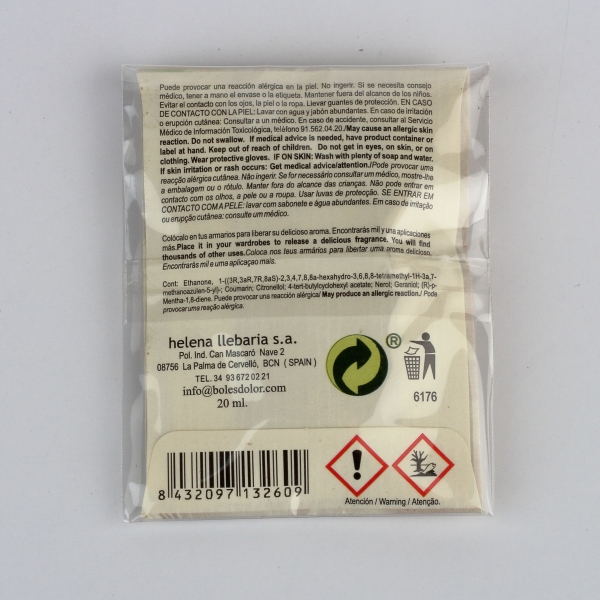 Puede provocar una reacción alérgica en la piel. No ingerir. Si se necesita consejo
médico, tener a mano el envase o la etiqueta. Mantener fuera del alcance de los niños.
Evitar el contacto con los ojos, la piel o la ropa. Llevar guantes de protección. EN CASO
DE CONTACTO CON LA PIEL: Lavar con agua y jabón abundantes. En caso de irritación
o erupción cutánea: Consultar a un médico. En caso de accidente, consultar al Servicio
Médico de Información Toxicológica, teléfono 91.562.04.20./May cause an allergic skin
reaction. Do not swallow. If medical advice is needed, have product container or
label at hand. Keep out of reach of children. Do not get in eyes, on skin, or on
clothing. Wear protective gloves. IF ON SKIN: Wash with plenty of soap and water.
If skin irritation or rash occurs: Get medical advice/attention./Pode provocar uma
reacção alérgica cutânea. Não ingerir. Se for necessário consultar um médico, mostre-lhe
a embalagem ou o rótulo. Manter fora do alcance das crianças. Não pode entrar em
contacto com os olhos, a pele ou a roupa. Usar luvas de protecção. SE ENTRAR EM
CONTACTO COM A PELE: lavar com sabonete e água abundantes. Em caso de irritação
ou erupção cutânea: consulte um médico.
Colócalo en tus armarios para liberar su delicioso aroma. Encontrarás mil y una aplicaciones
más.Place it in your wardrobes to release a delicious fragrance. You will find
thousands of other uses.Coloca nos teus armários para libertar uma aroma delicioso.
Encontrarás mil e uma aplicaçao mais.
Cont: Ethanone, 1-((3R,3aR,7R,8aS)-2,3,4,7,8,8a-hexahydro-3,6,8,8-tetramethyl-1H-3a,7-
methanoazulen-5-yl)-; Coumarin; Citronellol; 4-tert-butylcyclohexyl acetate; Nerol; Geraniol; (R)-p-
Mentha-1,8-diene. Puede provocar una reacción alérgica/ May produce an allergic reaction./ Pode
provocar uma reação alérgica.
helena llebaria s.a.
Pol. Ind. Can Mascaró Nave 2
08756 La Palma de Cervelló, BCN ( SPAIN )
TEL. 34 93 672 02 21
info@bolesdolor.com
20 ml.
®
6176
8 432097 132609
Atención / Warning / Atenção.